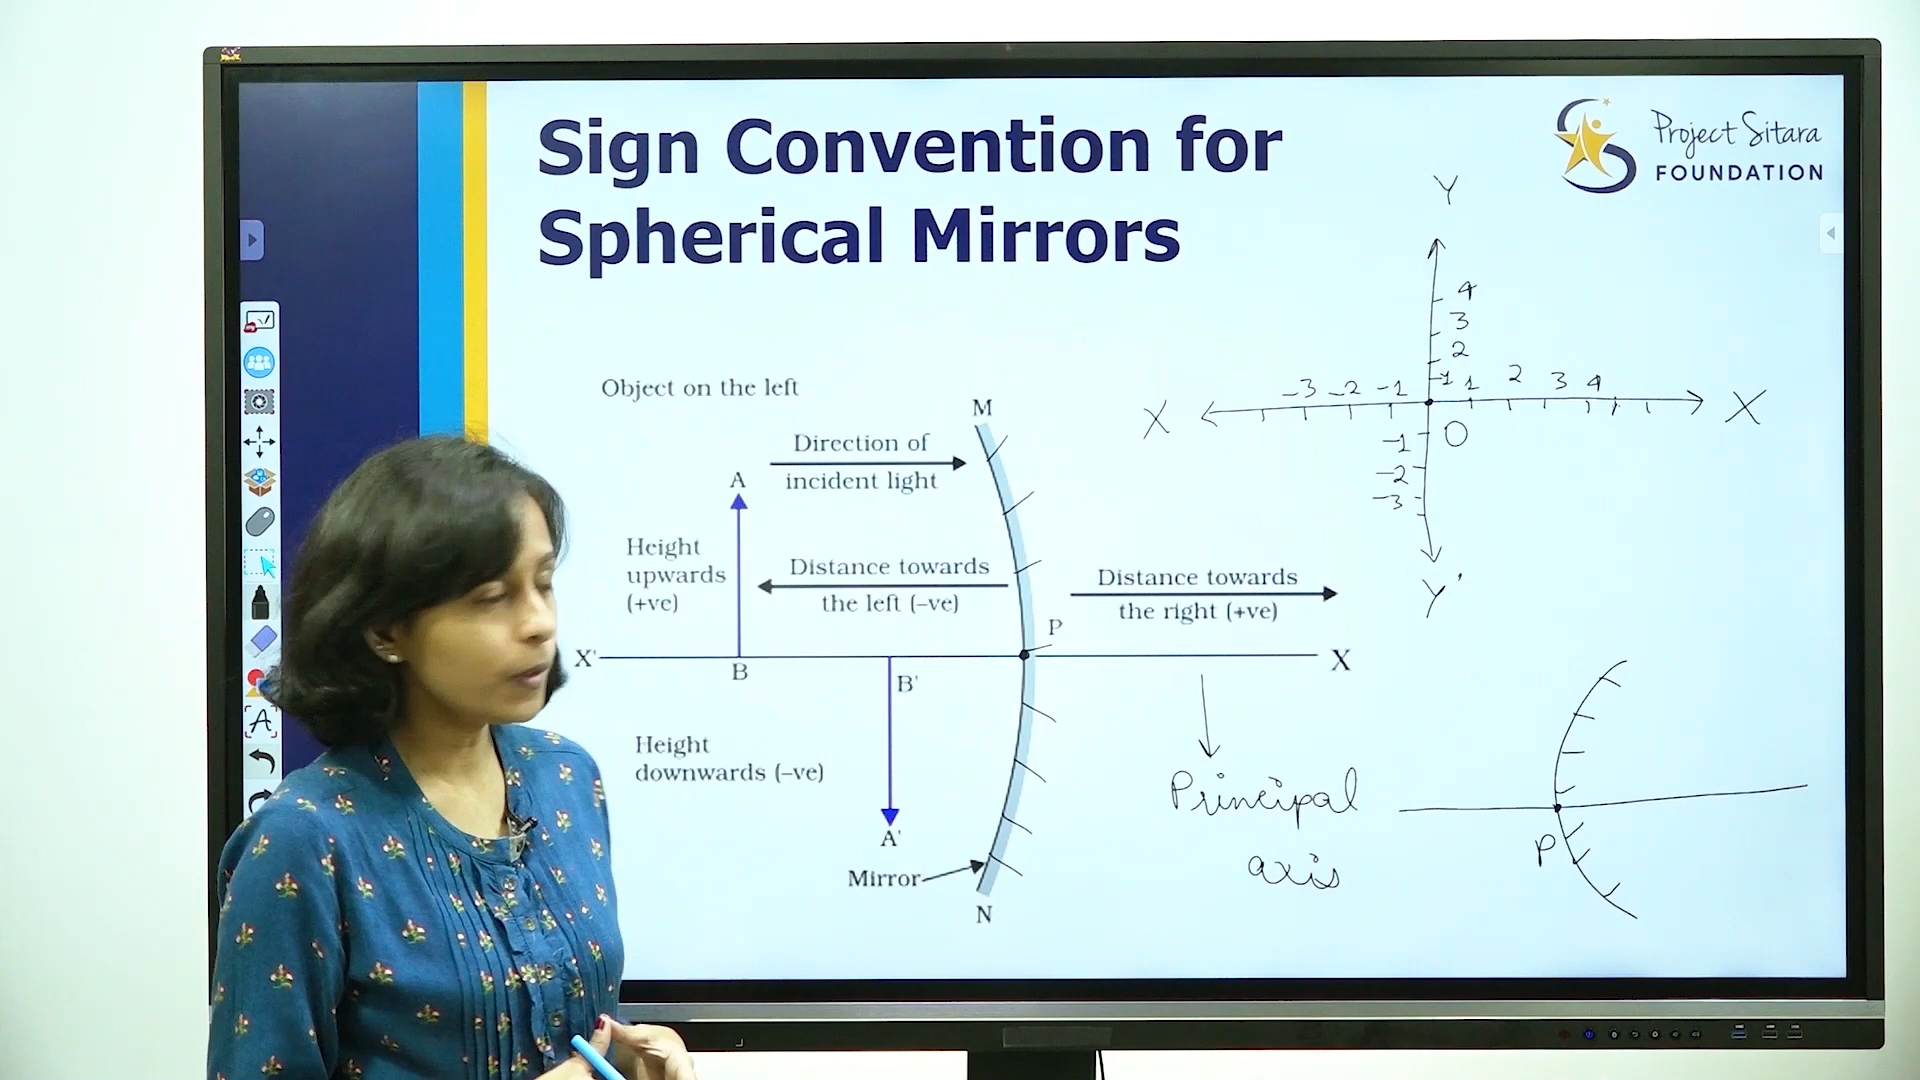 Sign Convention for
Spherical Mirrors
Project Sitara
FOUNDATION
Object on the left
Direction of
incident light
M
A
Height
upwards
(+ve)
Distance towards
the left (–ve)
Distance towards
the right (+ve)
P
X'
B
B'
X
Height
downwards (–ve)
A'
Mirror
N
Y
4
3
2
1
-3 -2 -1 1 2 3 4
X
X
O
-1
-2
-3
Y'
Principal
axis
P
A